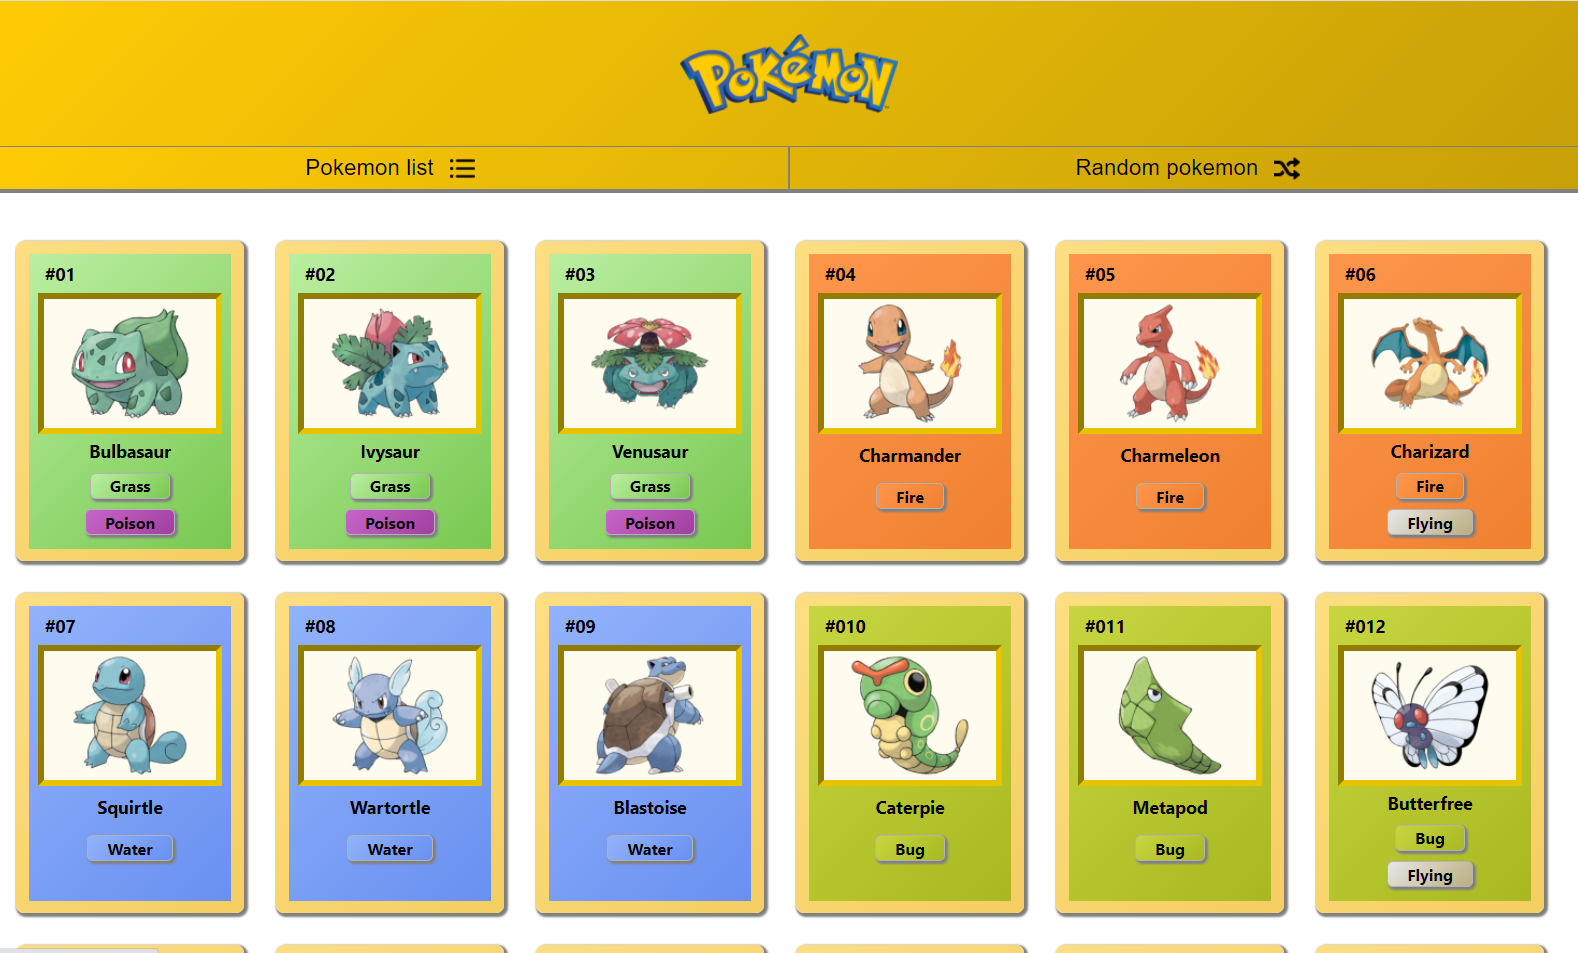 Pokémon
Pokemon list
Random pokemon
#01
Bulbasaur
Grass
Poison
#02
Ivysaur
Grass
Poison
#03
Venusaur
Grass
Poison
#04
Charmander
Fire
#05
Charmeleon
Fire
#06
Charizard
Fire
Flying
#07
Squirtle
Water
#08
Wartortle
Water
#09
Blastoise
Water
#010
Caterpie
Bug
#011
Metapod
Bug
#012
Butterfree
Bug
Flying